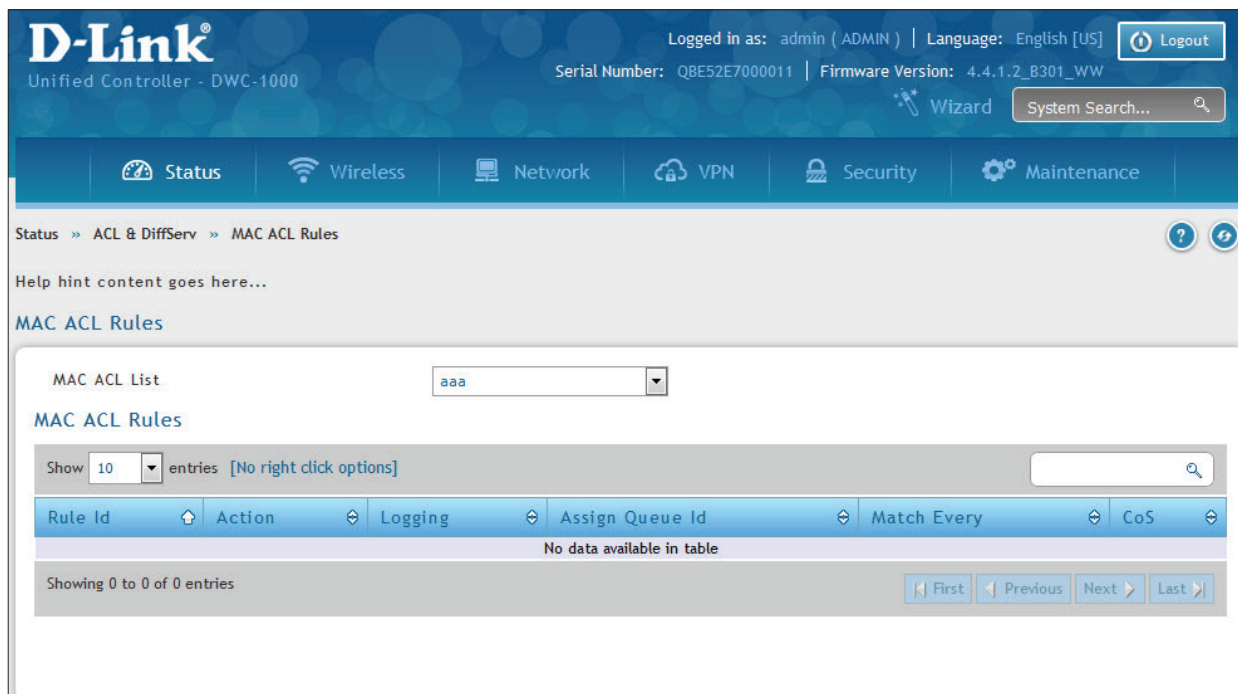 D-Link®
Unified Controller - DWC-1000
Logged in as: admin ( ADMIN ) | Language: English [US]
Logout
Serial Number: QBE52E7000011 | Firmware Version: 4.4.1.2_B301_WW
Wizard
System Search...
Status Wireless Network VPN Security Maintenance
Status » ACL & DiffServ » MAC ACL Rules
?
Help hint content goes here...
MAC ACL Rules
MAC ACL List aaa
MAC ACL Rules
Show 10 entries [No right click options]
Rule Id Action Logging Assign Queue Id Match Every CoS
No data available in table
Showing 0 to 0 of 0 entries
First Previous Next Last